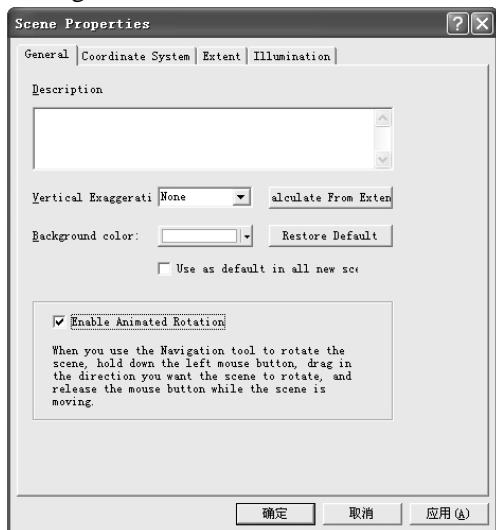 Scene Properties
General Coordinate System Extent Illumination
Description
Vertical Exaggerati None alculate From Exten
Background color: Restore Default
Use as default in all new sce
Enable Animated Rotation
When you use the Navigation tool to rotate the
scene, hold down the left mouse button, drag in
the direction you want the scene to rotate, and
release the mouse button while the scene is
moving.
确定 取消 应用(A)